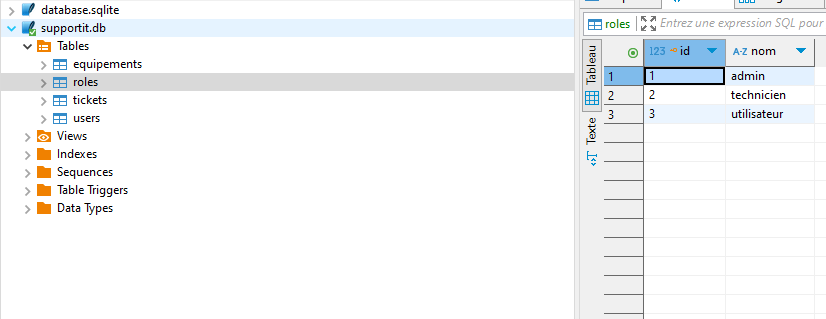 database.sqlite
supportit.db
Tables
equipements
roles
tickets
users
Views
Indexes
Sequences
Table Triggers
Data Types
roles
Entrez une expression SQL pour
Tableau
Texte
123 id
A-Z nom
1 1 admin
2 2 technicien
3 3 utilisateur